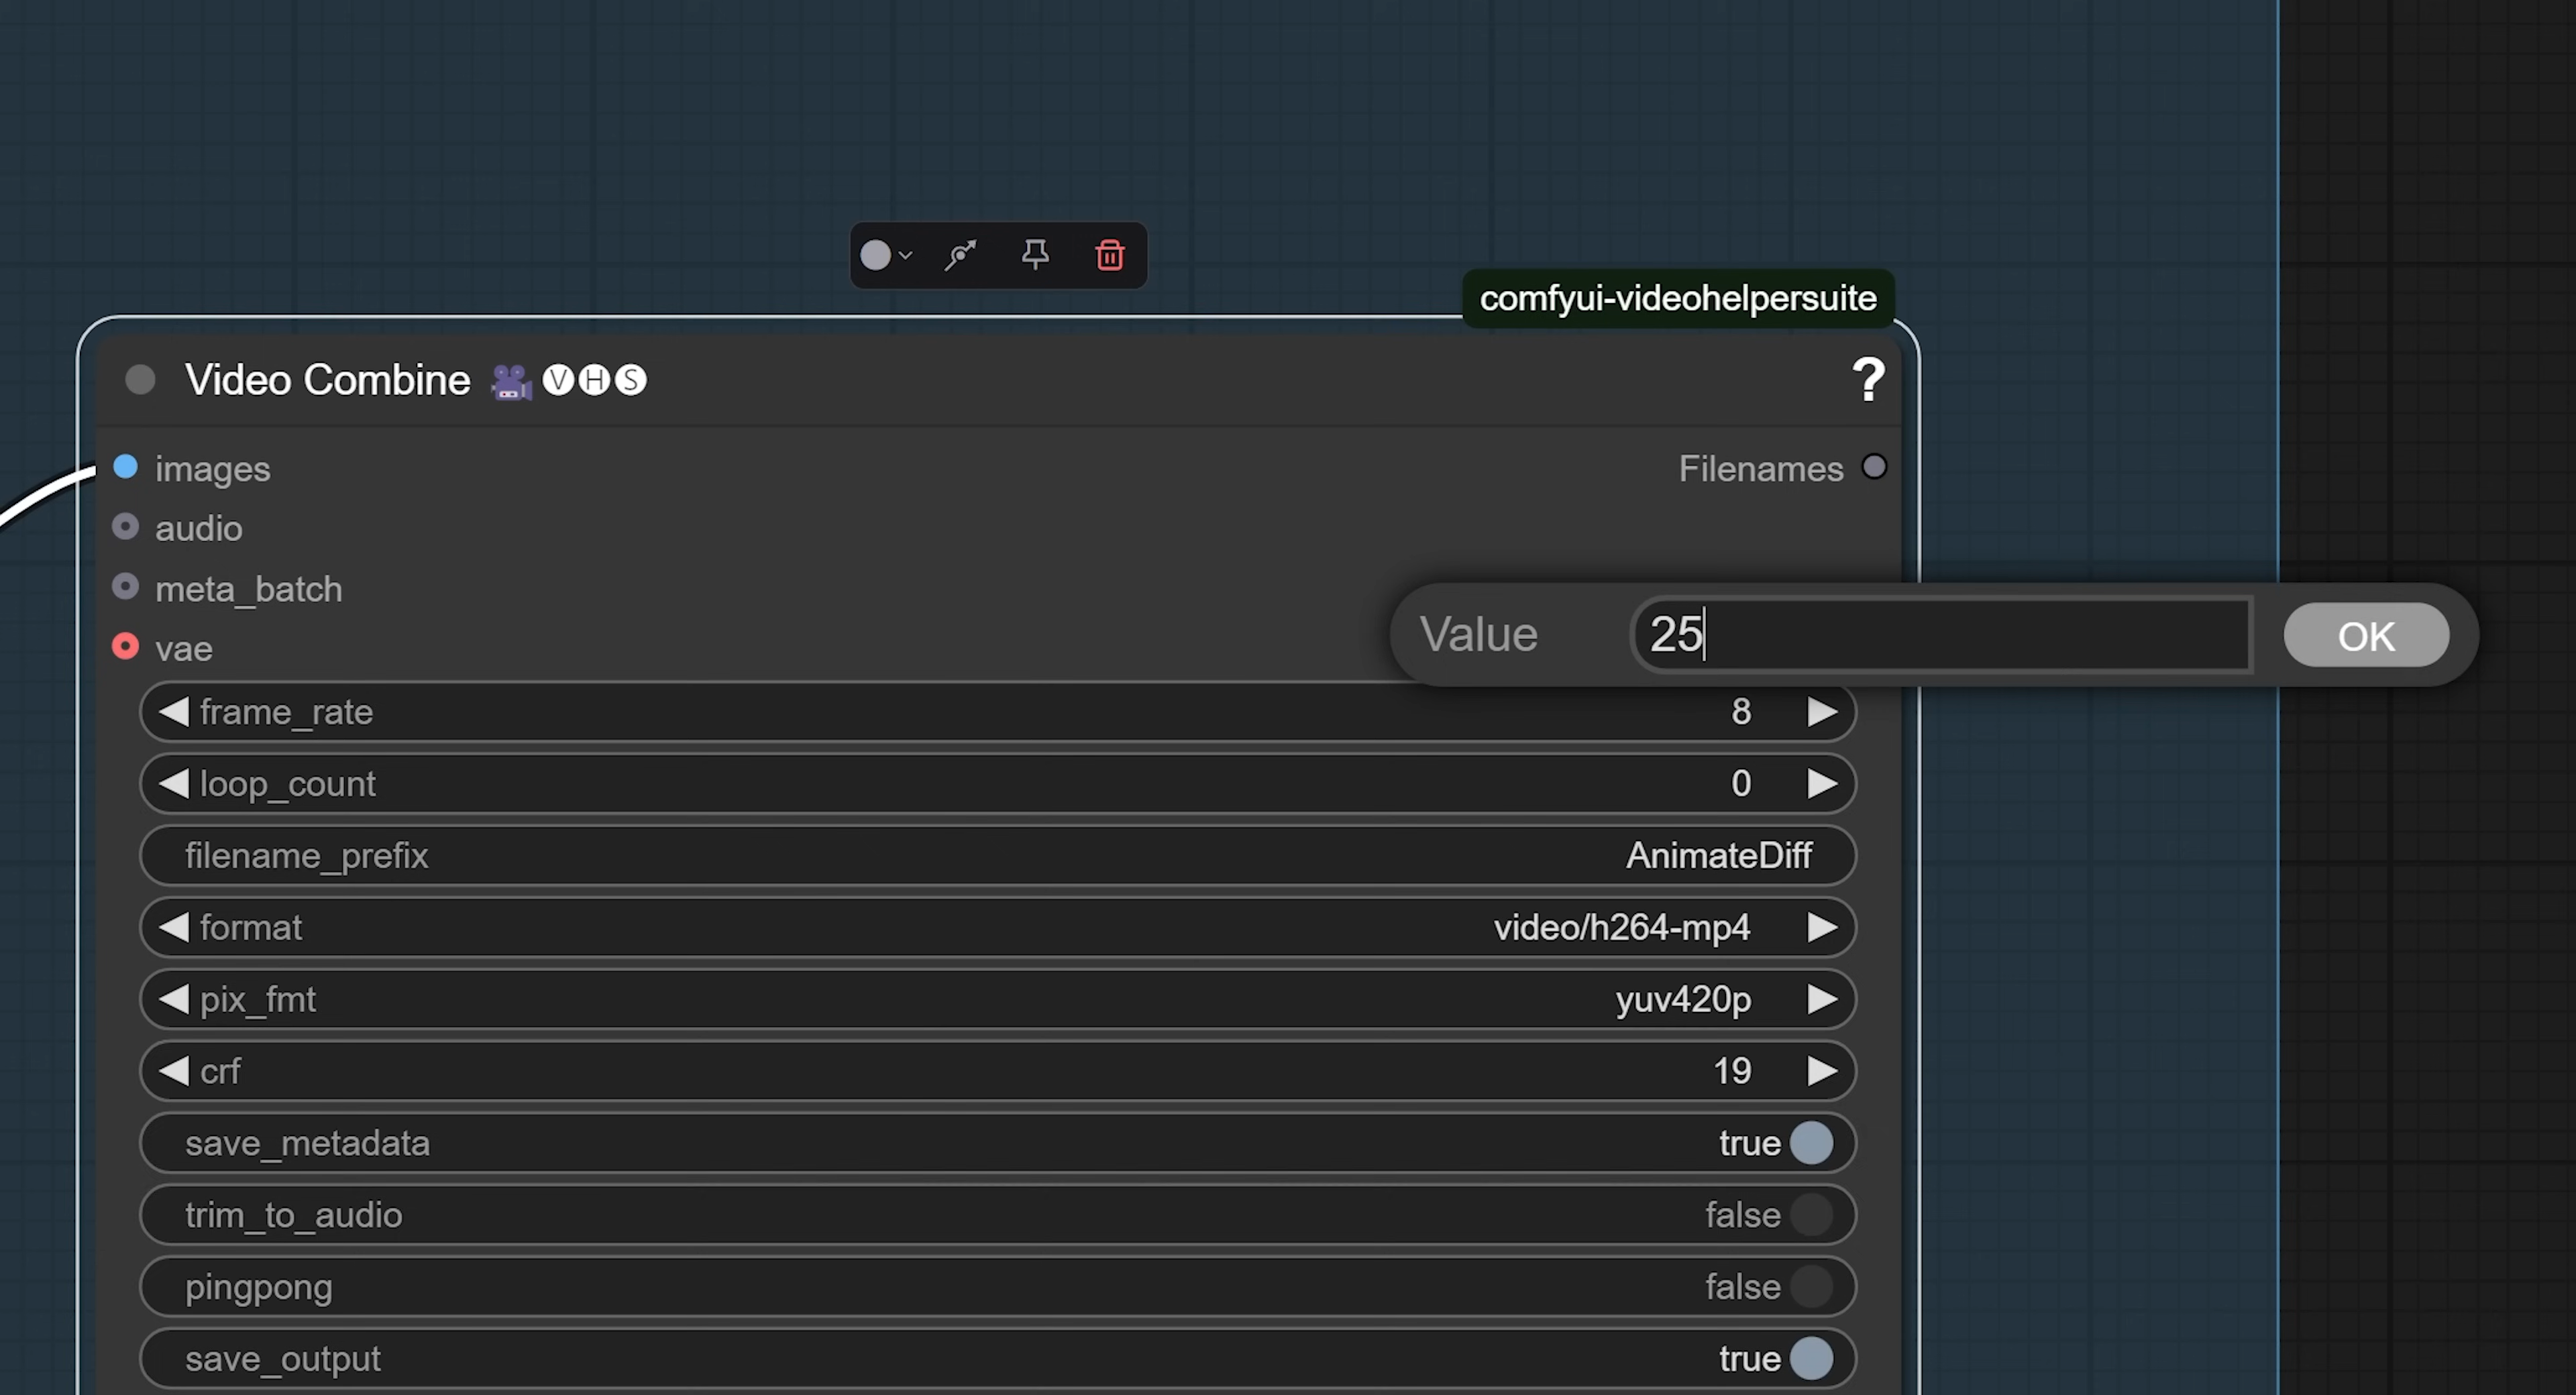 comfyui-videohelpersuite
Video Combine 🎥🅥🅗🅢 ?
images Filenames
audio
meta_batch
Value 25 OK
vae
frame_rate 8
loop_count 0
filename_prefix AnimateDiff
format video/h264-mp4
pix_fmt yuv420p
crf 19
save_metadata true
trim_to_audio false
pingpong false
save_output true